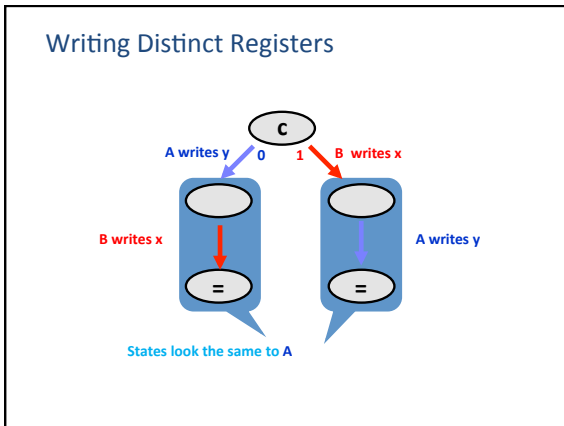 Writing Distinct Registers
c
A writes y 0 1 B writes x
B writes x A writes y
= =
States look the same to A